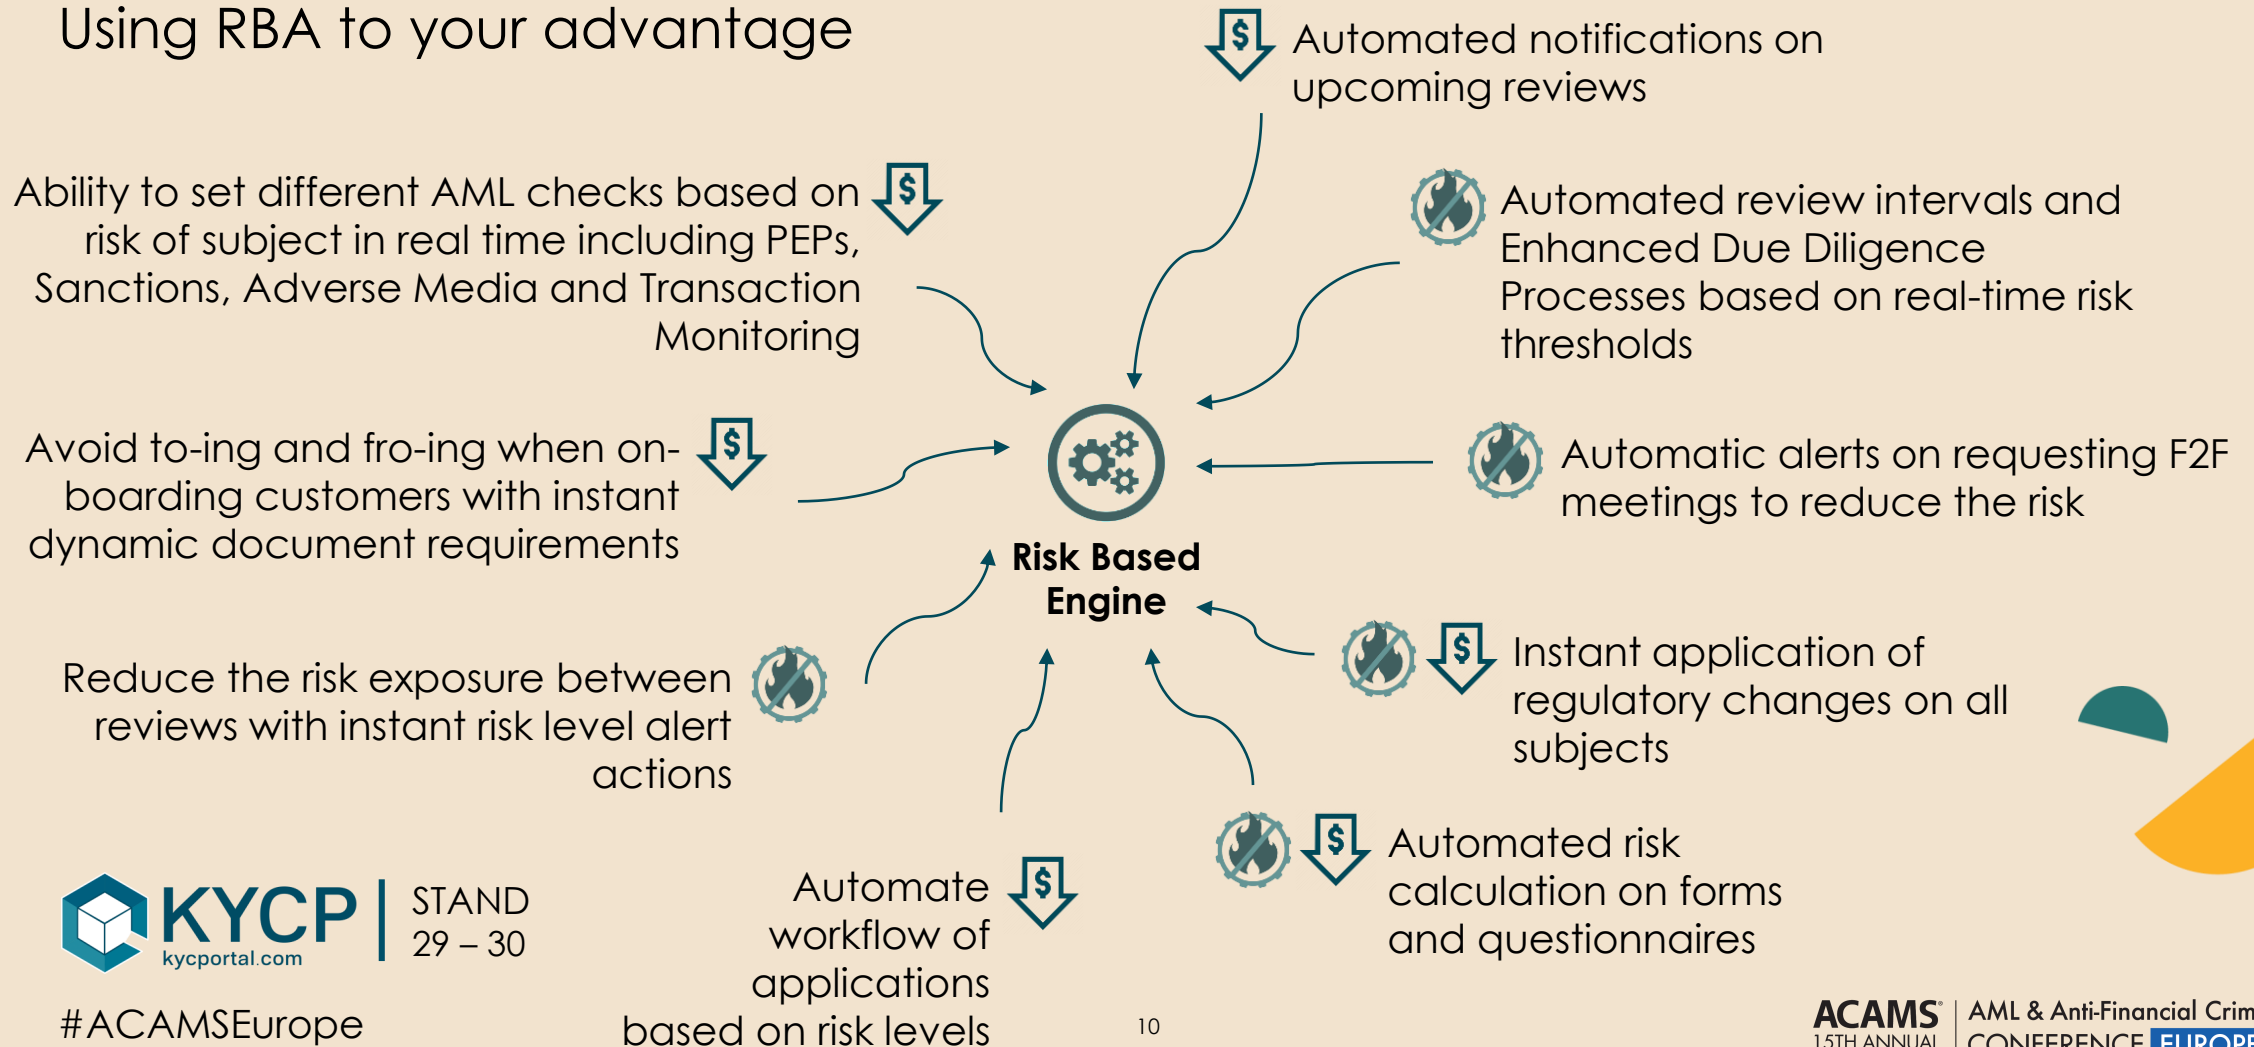 Using RBA to your advantage
Automated notifications on
upcoming reviews
Ability to set different AML checks based on
risk of subject in real time including PEPs,
Sanctions, Adverse Media and Transaction
Monitoring
Automated review intervals and
Enhanced Due Diligence
Processes based on real-time risk
thresholds
Avoid to-ing and fro-ing when on-
boarding customers with instant
dynamic document requirements
Automatic alerts on requesting F2F
meetings to reduce the risk
Risk Based
Engine
Reduce the risk exposure between
reviews with instant risk level alert
actions
Instant application of
regulatory changes on all
subjects
Automate
workflow of
applications
based on risk levels
Automated risk
calculation on forms
and questionnaires
KYCP
kycportal.com
STAND
29 – 30
#ACAMSEurope
10
ACAMS
15TH ANNUAL
AML & Anti-Financial Crim
CONFERENCE EUROPE